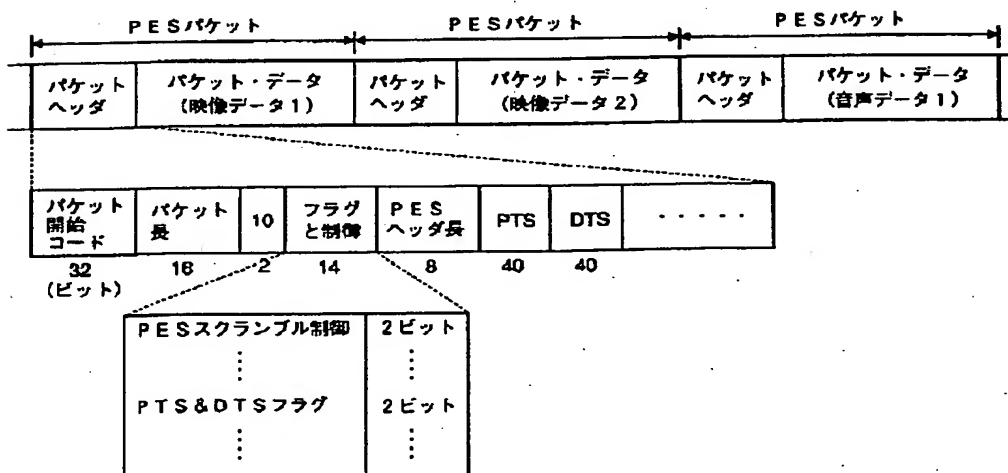 PESパケット
PESパケット
PESパケット
パケット
ヘッダ
パケット・データ
(映像データ1)
パケット
ヘッダ
パケット・データ
(映像データ2)
パケット
ヘッダ
パケット・データ
(音声データ1)
パケット
開始
コード
パケット
長
10
フラグ
と制御
PES
ヘッダ長
PTS
DTS
・・・・・
32
(ビット)
16
2
14
8
40
40
PESスクランブル制御
2ビット
PTS&DTSフラグ
2ビット